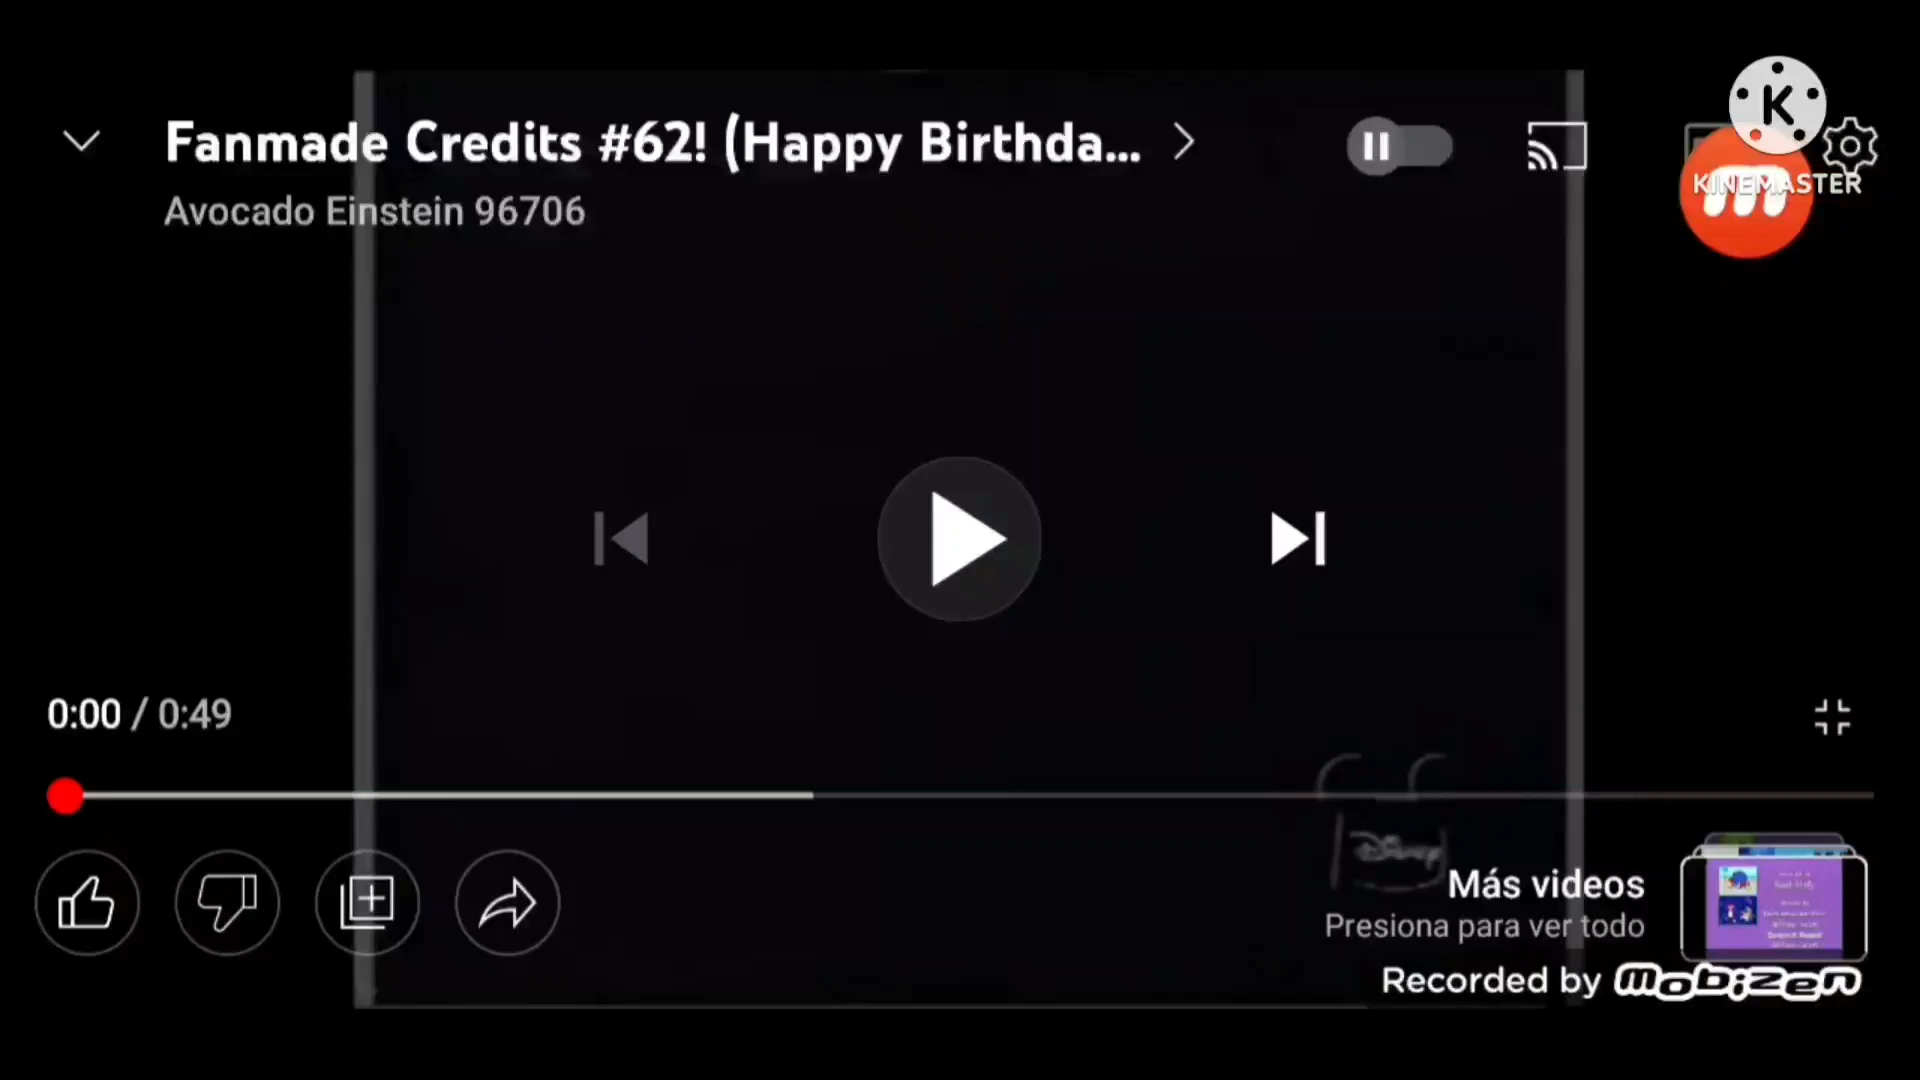 Fanmade Credits #62! (Happy Birthda...
Avocado Einstein 96706
K
KINEMASTER
m
0:00 / 0:49
Disney
Más videos
Presiona para ver todo
Recorded by mobizen